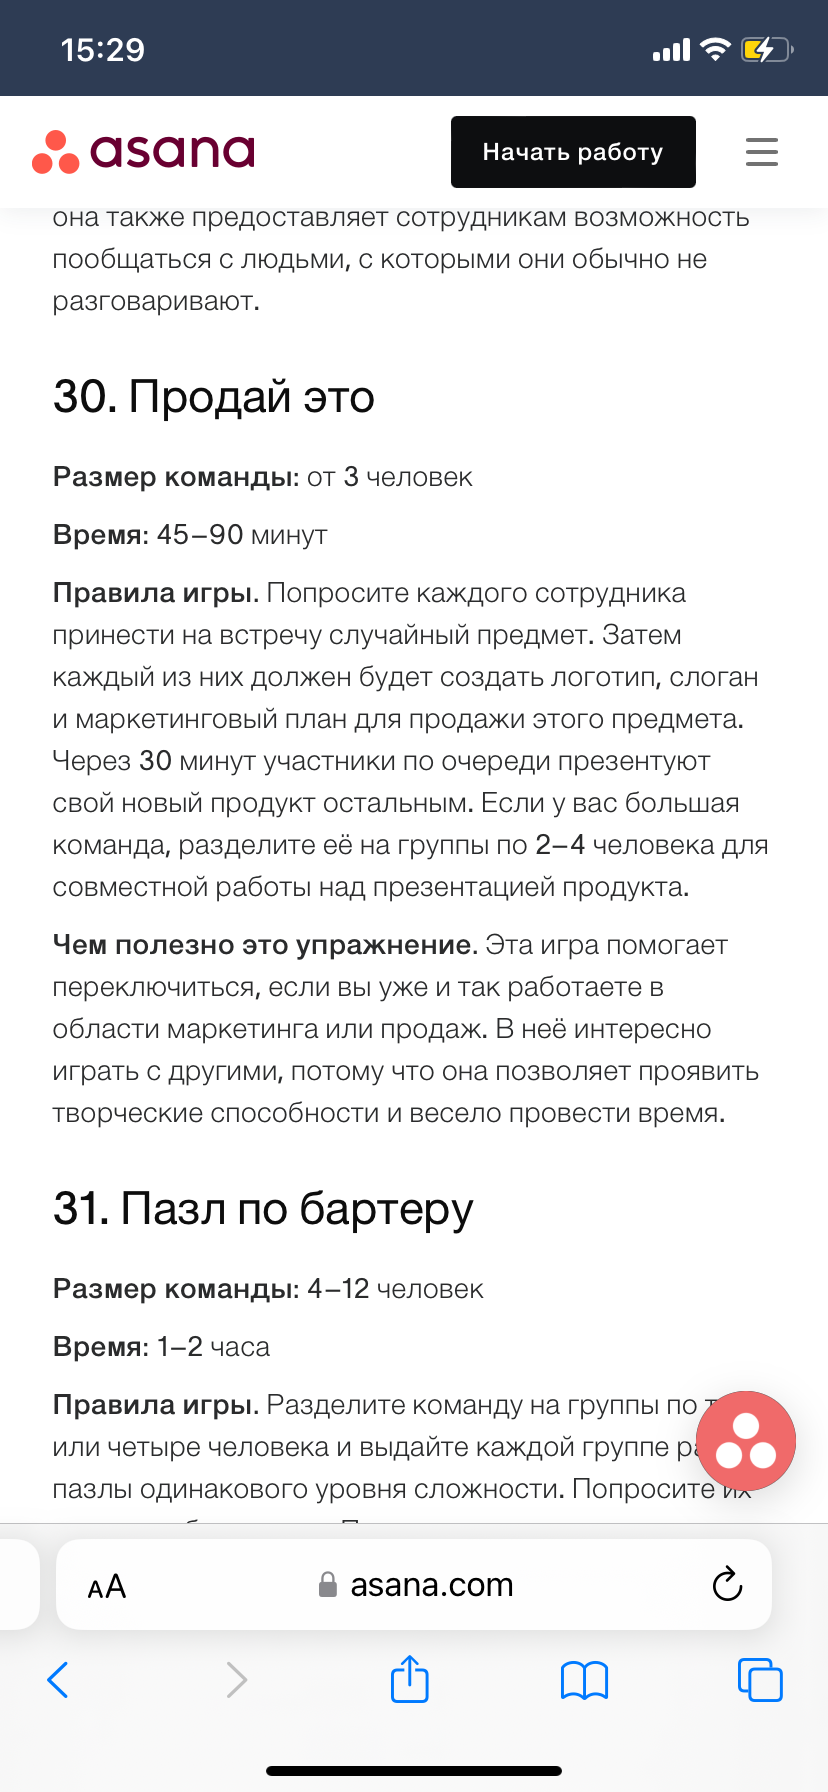 15:29
asana
Начать работу
она также предоставляет сотрудникам возможность
пообщаться с людьми, с которыми они обычно не
разговаривают.
30. Продай это
Размер команды: от 3 человек
Время: 45–90 минут
Правила игры. Попросите каждого сотрудника
принести на встречу случайный предмет. Затем
каждый из них должен будет создать логотип, слоган
и маркетинговый план для продажи этого предмета.
Через 30 минут участники по очереди презентуют
свой новый продукт остальным. Если у вас большая
команда, разделите её на группы по 2–4 человека для
совместной работы над презентацией продукта.
Чем полезно это упражнение. Эта игра помогает
переключиться, если вы уже и так работаете в
области маркетинга или продаж. В неё интересно
играть с другими, потому что она позволяет проявить
творческие способности и весело провести время.
31. Пазл по бартеру
Размер команды: 4–12 человек
Время: 1–2 часа
Правила игры. Разделите команду на группы по
или четыре человека и выдайте каждой группе
пазлы одинакового уровня сложности. Попросите их
AA
asana.com